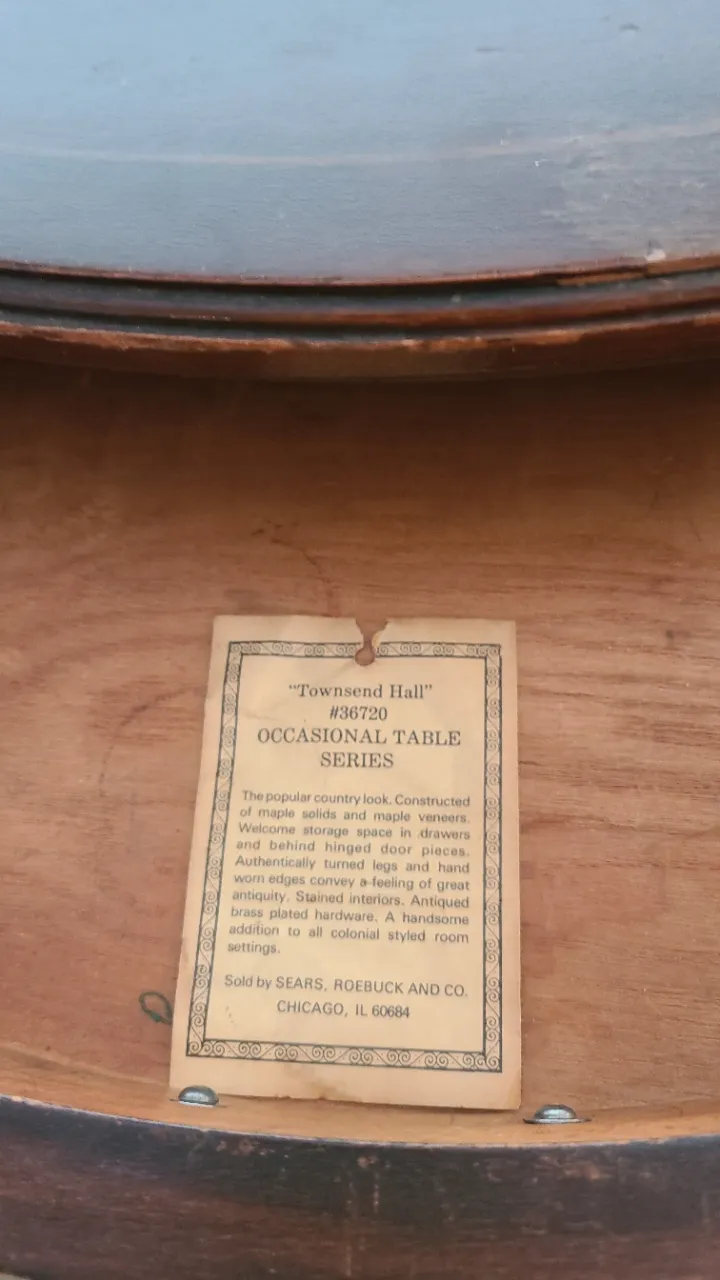 "Townsend Hall"
#36720
OCCASIONAL TABLE
SERIES
The popular country look. Constructed
of maple solids and maple veneers.
Welcome storage space in drawers
and behind hinged door pieces.
Authentically turned legs and hand
worn edges convey a feeling of great
antiquity. Stained interiors. Antiqued
brass plated hardware. A handsome
addition to all colonial styled room
settings.
Sold by SEARS, ROEBUCK AND CO.
CHICAGO, IL 60684